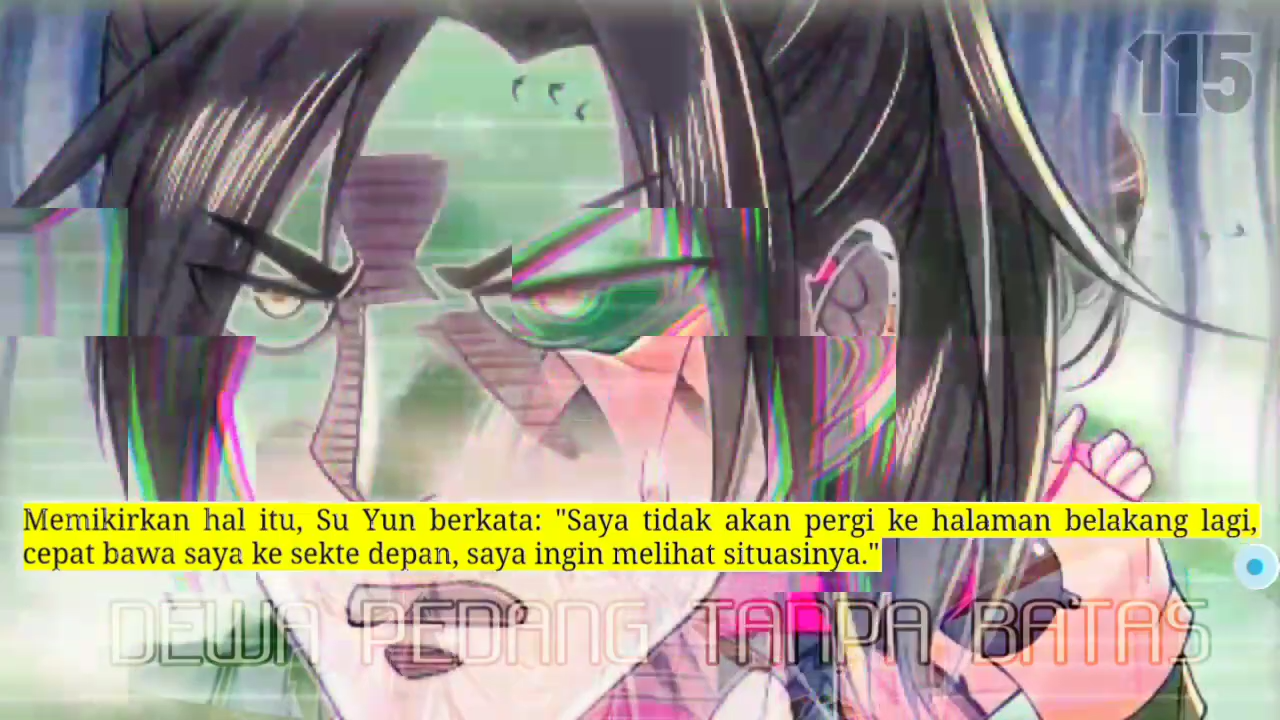 115
Memikirkan hal itu, Su Yun berkata: "Saya tidak akan pergi ke halaman belakang lagi,
cepat bawa saya ke sekte depan, saya ingin melihat situasinya."
DEWA PEDANG TANPA BATAS